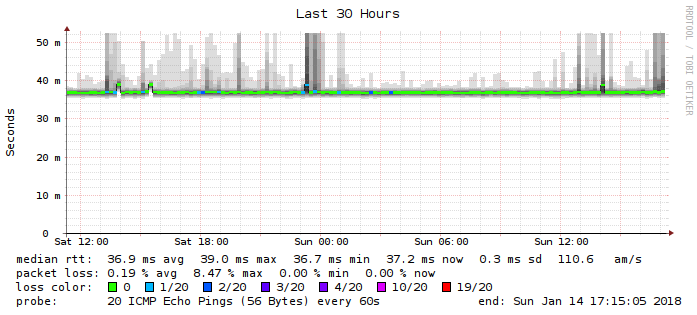 Last 30 Hours
RRDTOOL / TOBI OETIKER
Seconds
50 m
40 m
30 m
20 m
10 m
0
Sat 12:00 Sat 18:00 Sun 00:00 Sun 06:00 Sun 12:00
median rtt: 36.9 ms avg 39.0 ms max 36.7 ms min 37.2 ms now 0.3 ms sd 110.6 am/s
packet loss: 0.19 % avg 8.47 % max 0.00 % min 0.00 % now
loss color: 0 1/20 2/20 3/20 4/20 10/20 19/20
probe: 20 ICMP Echo Pings (56 Bytes) every 60s end: Sun Jan 14 17:15:05 2018